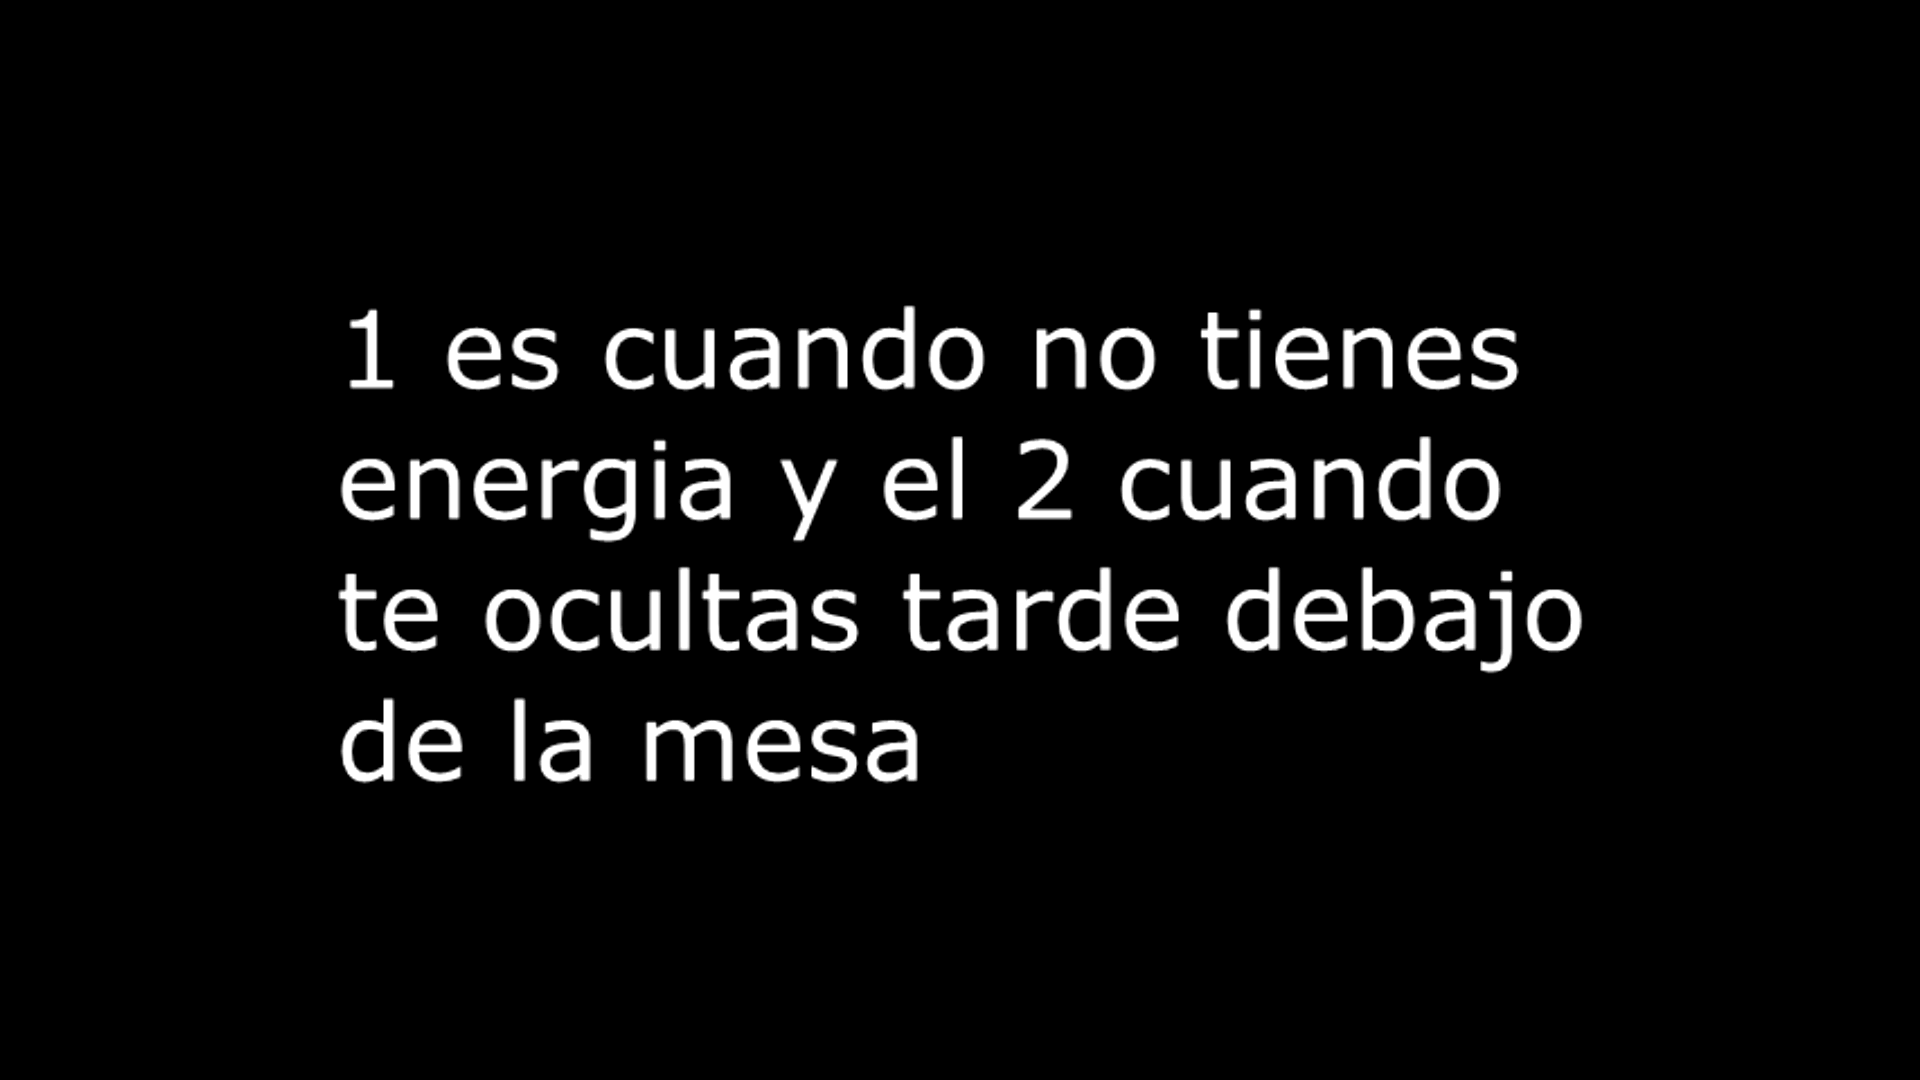 1 es cuando no tienes
energia y el 2 cuando
te ocultas tarde debajo
de la mesa